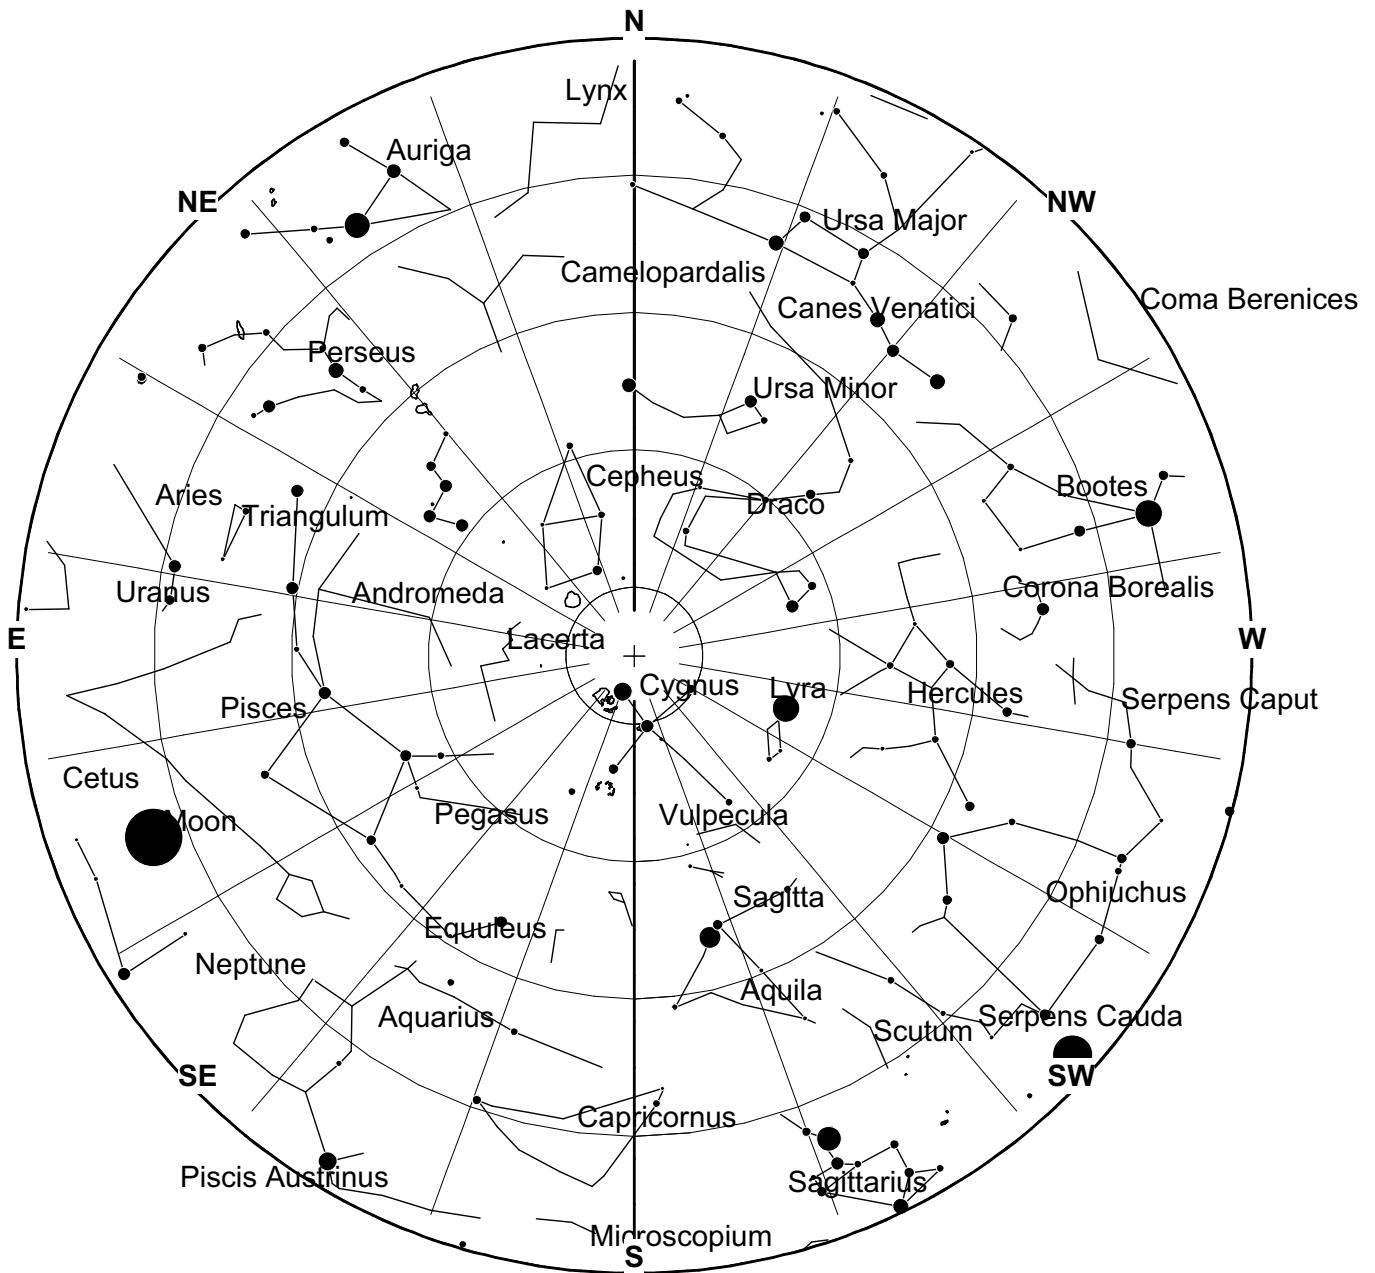 N
Lynx
Auriga
NE
NW
Ursa Major
Camelopardalis
Coma Berenices
Canes Venatici
Perseus
Ursa Minor
Cepheus
Bootes
Aries
Draco
Triangulum
Uranus
Andromeda
Corona Borealis
E
Lacerta
W
Cygnus
Lyra
Hercules
Serpens Caput
Pisces
Cetus
Moon
Pegasus
Vulpecula
Ophiuchus
Sagitta
Equuleus
Neptune
Aquila
Aquarius
Serpens Cauda
Scutum
SE
SW
Capricornus
Piscis Austrinus
Sagittarius
Microscopium
S